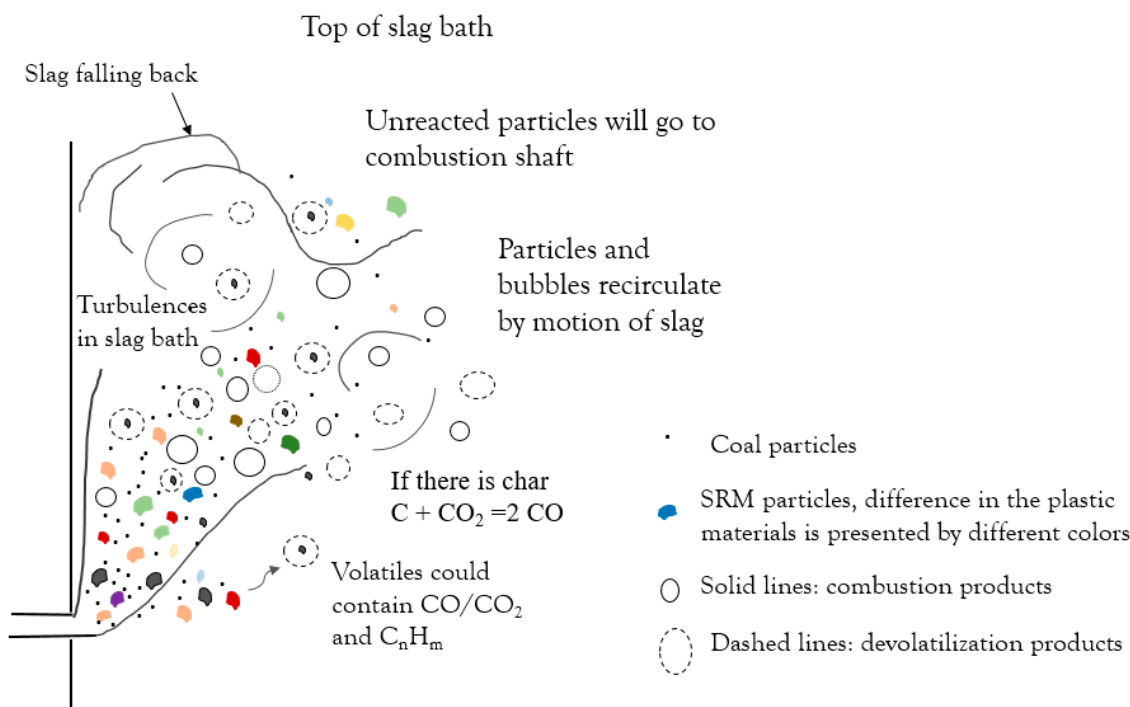 Top of slag bath
Slag falling back
Unreacted particles will go to
combustion shaft
Particles and
bubbles recirculate
by motion of slag
Turbulences
in slag bath
If there is char
C + CO₂ =2 CO
Volatiles could
contain CO/CO₂
and CₙHₘ
Coal particles
SRM particles, difference in the plastic
materials is presented by different colors
Solid lines: combustion products
Dashed lines: devolatilization products